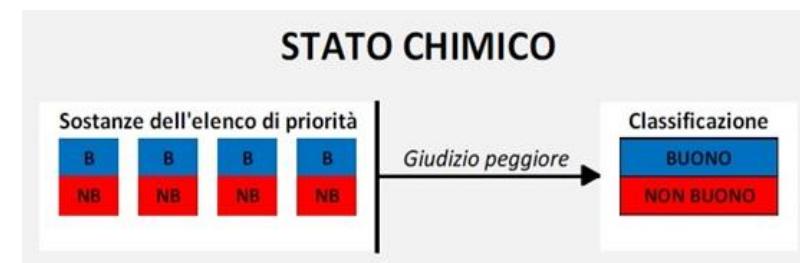 STATO CHIMICO
Sostanze dell'elenco di priorità
B B B B
NB NB NB NB
Giudizio peggiore
Classificazione
BUONO
NON BUONO